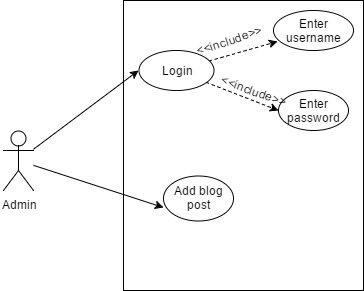 Enter
username
<<include>>
Login
<<include>>
Enter
password
Admin
Add blog
post